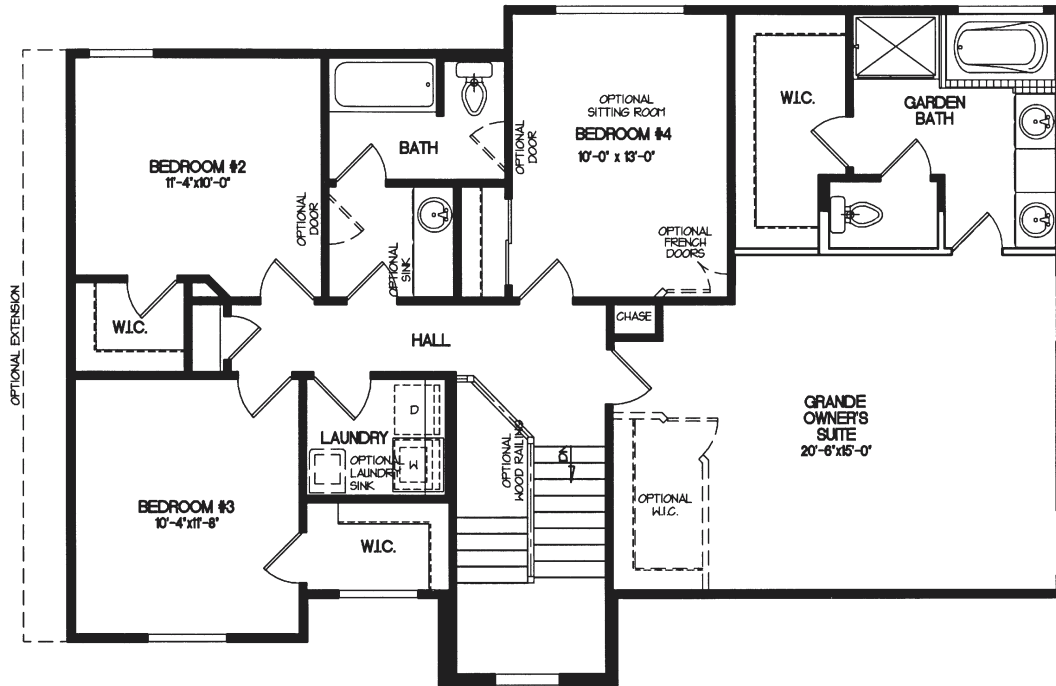 OPTIONAL
SITTING ROOM
BEDROOM #4
10'-0" x 13'-0"
W.I.C.
GARDEN
BATH
BATH
OPTIONAL
DOOR
BEDROOM #2
11'-4"x10'-0"
OPTIONAL
DOOR
OPTIONAL
SINK
OPTIONAL
FRENCH
DOORS
OPTIONAL EXTENSION
W.I.C.
HALL
CHASE
GRANDE
OWNER'S
SUITE
20'-6"x15'-0"
D
LAUNDRY
OPTIONAL
LAUNDRY
SINK
W
OPTIONAL
WOOD RAILING
DN
OPTIONAL
W.I.C.
BEDROOM #3
10'-4"x11'-8"
W.I.C.